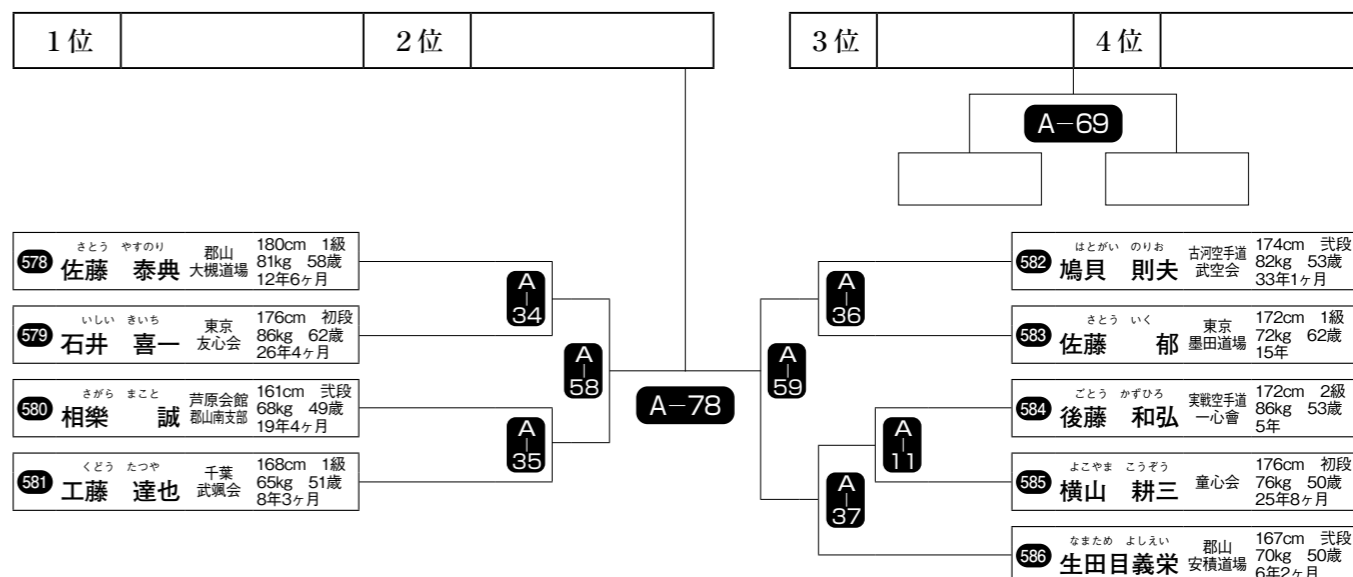 1位 2位 3位 4位
A-69
578 さとう やすのり 佐藤 泰典 郡山 大槻道場 180cm 1級 81kg 58歳 12年6ヶ月
579 いしい きいち 石井 喜一 東京 友心会 176cm 初段 86kg 62歳 26年4ヶ月
580 さがら まこと 相樂 誠 芦原会館 郡山南支部 161cm 弐段 68kg 49歳 19年4ヶ月
581 くどう たつや 工藤 達也 千葉 武颯会 168cm 1級 65kg 51歳 8年3ヶ月
A-34
A-35
A-58
A-78
A-59
A-36
A-11
A-37
582 はとがい のりお 鳩貝 則夫 古河空手道 武空会 174cm 弐段 82kg 53歳 33年1ヶ月
583 さとう いく 佐藤 郁 東京 墨田道場 172cm 1級 72kg 62歳 15年
584 ごとう かずひろ 後藤 和弘 実戦空手道 一心會 172cm 2級 86kg 53歳 5年
585 よこやま こうぞう 横山 耕三 童心会 176cm 初段 76kg 50歳 25年8ヶ月
586 なまため よしえい 生田目義栄 郡山 安積道場 167cm 弐段 70kg 50歳 6年2ヶ月